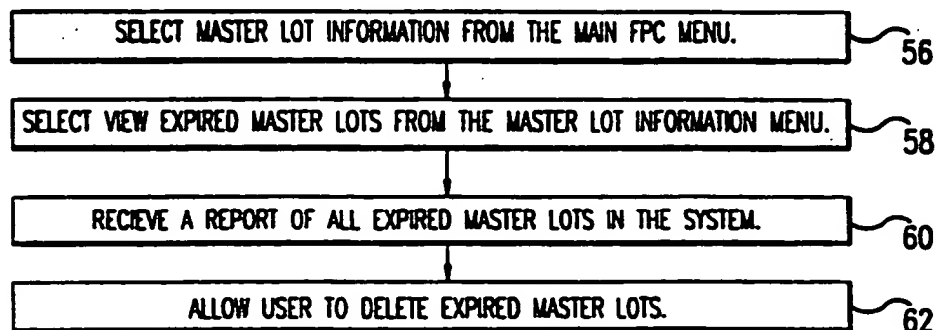 SELECT MASTER LOT INFORMATION FROM THE MAIN FPC MENU.
56
SELECT VIEW EXPIRED MASTER LOTS FROM THE MASTER LOT INFORMATION MENU.
58
RECIEVE A REPORT OF ALL EXPIRED MASTER LOTS IN THE SYSTEM.
60
ALLOW USER TO DELETE EXPIRED MASTER LOTS.
62